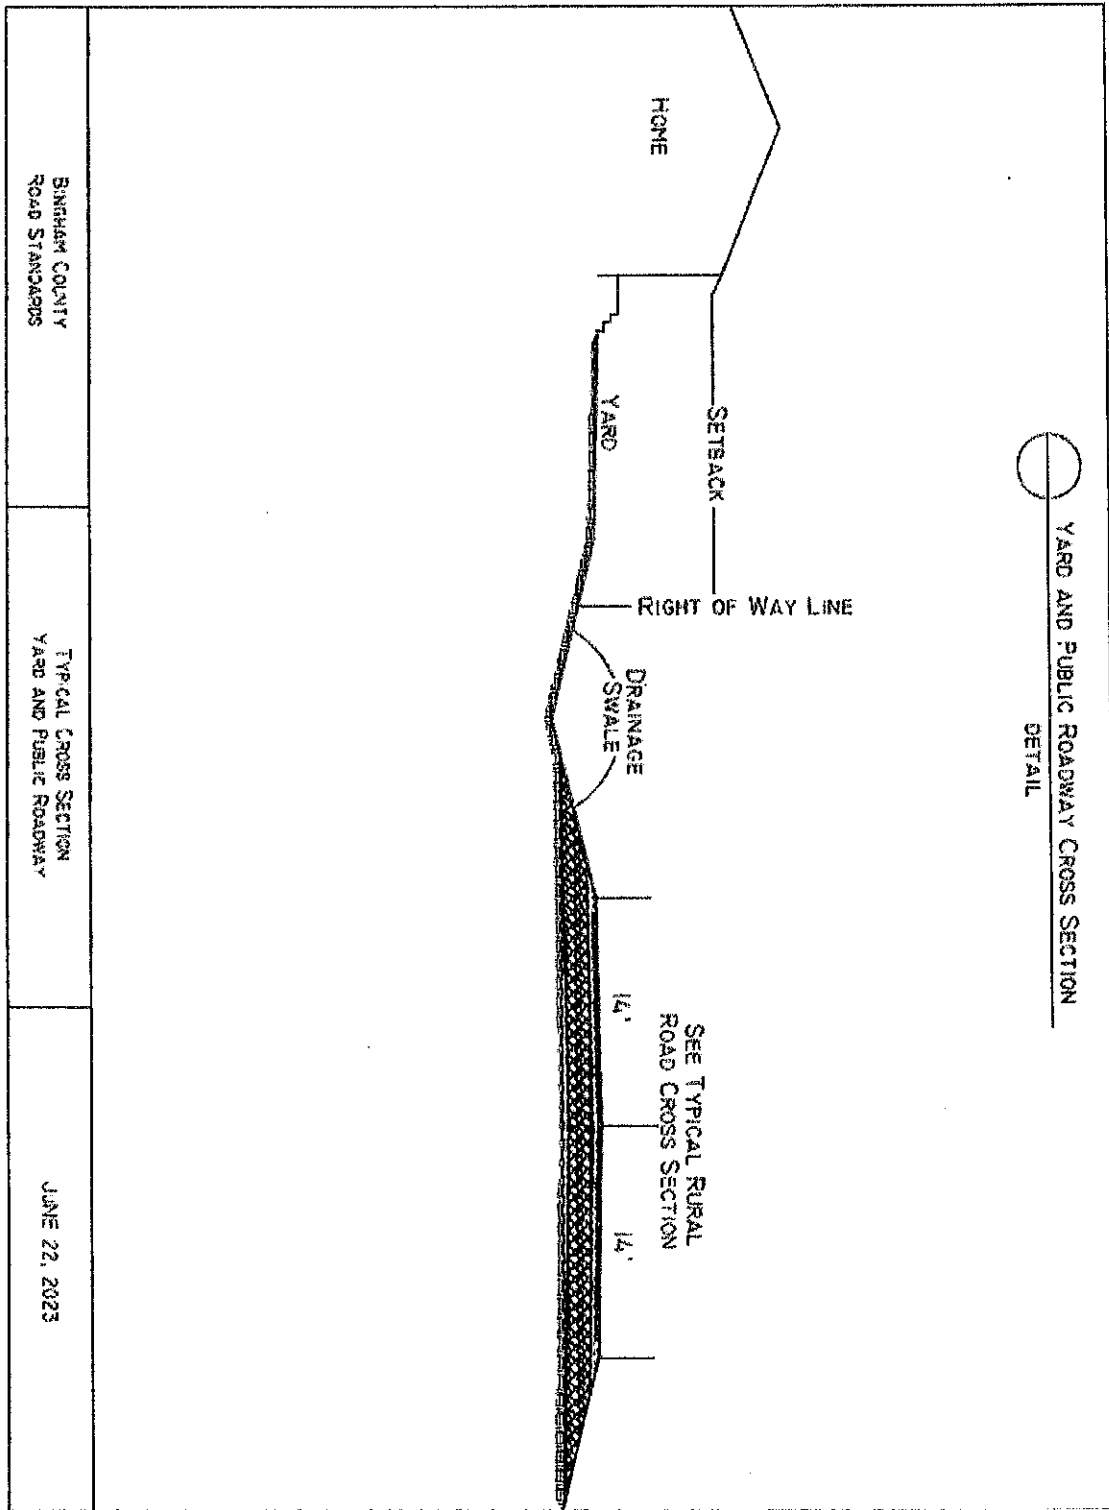 YARD AND PUBLIC ROADWAY CROSS SECTION
DETAIL
HOME
SETBACK
YARD
RIGHT OF WAY LINE
DRAINAGE
SWALE
SEE TYPICAL RURAL
ROAD CROSS SECTION
14'
14'
BINGHAM COUNTY
ROAD STANDARDS
TYPICAL CROSS SECTION
YARD AND PUBLIC ROADWAY
JUNE 22, 2023